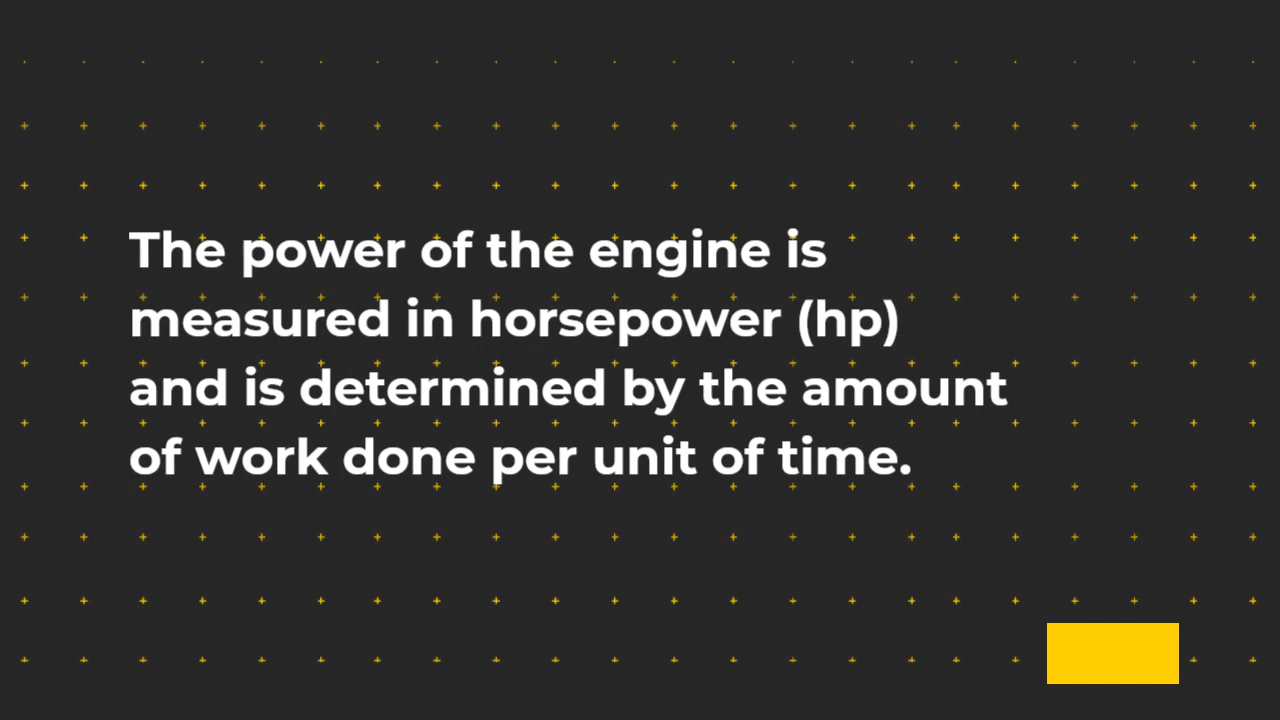 The power of the engine is
measured in horsepower (hp)
and is determined by the amount
of work done per unit of time.